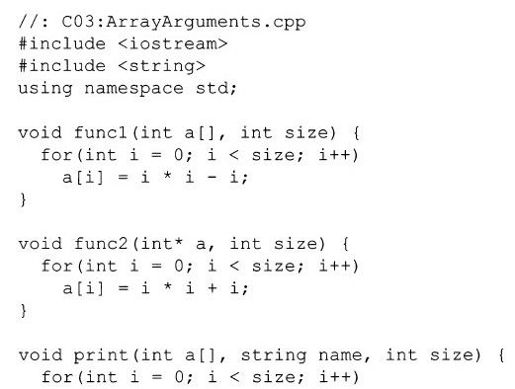 //: C03:ArrayArguments.cpp
#include <iostream>
#include <string>
using namespace std;

void func1(int a[], int size) {
  for(int i = 0; i < size; i++)
    a[i] = i * i - i;
}

void func2(int* a, int size) {
  for(int i = 0; i < size; i++)
    a[i] = i * i + i;
}

void print(int a[], string name, int size) {
  for(int i = 0; i < size; i++)